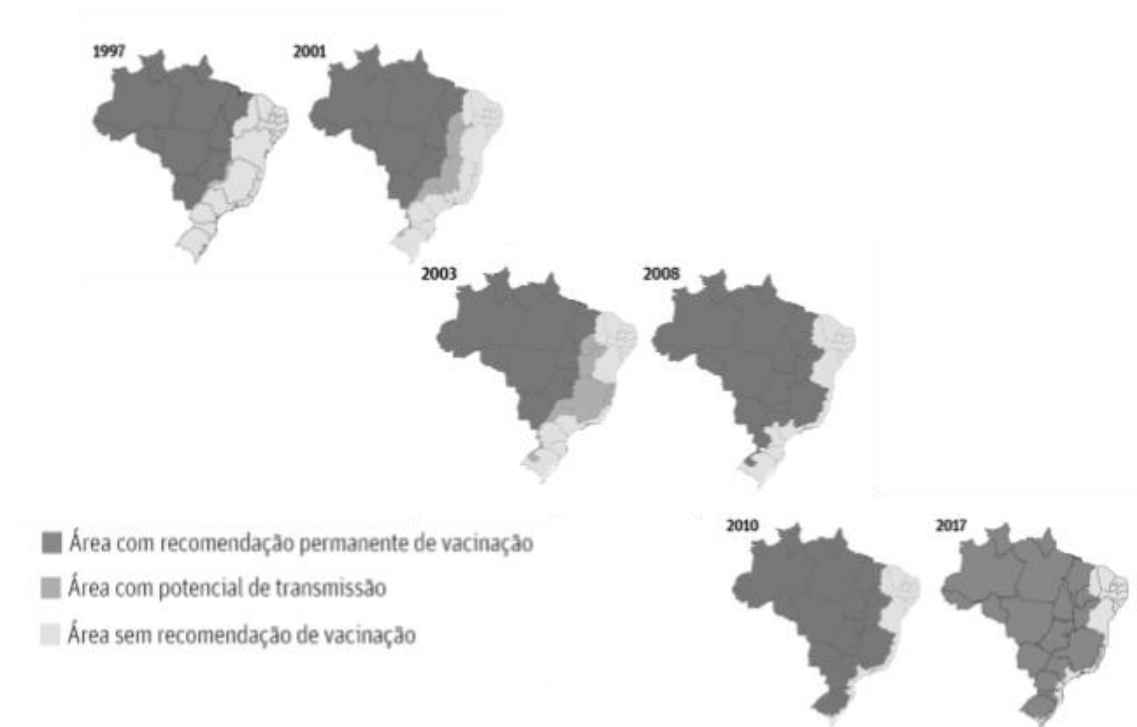 1997
2001
2003
2008
Área com recomendação permanente de vacinação
Área com potencial de transmissão
Área sem recomendação de vacinação
2010
2017